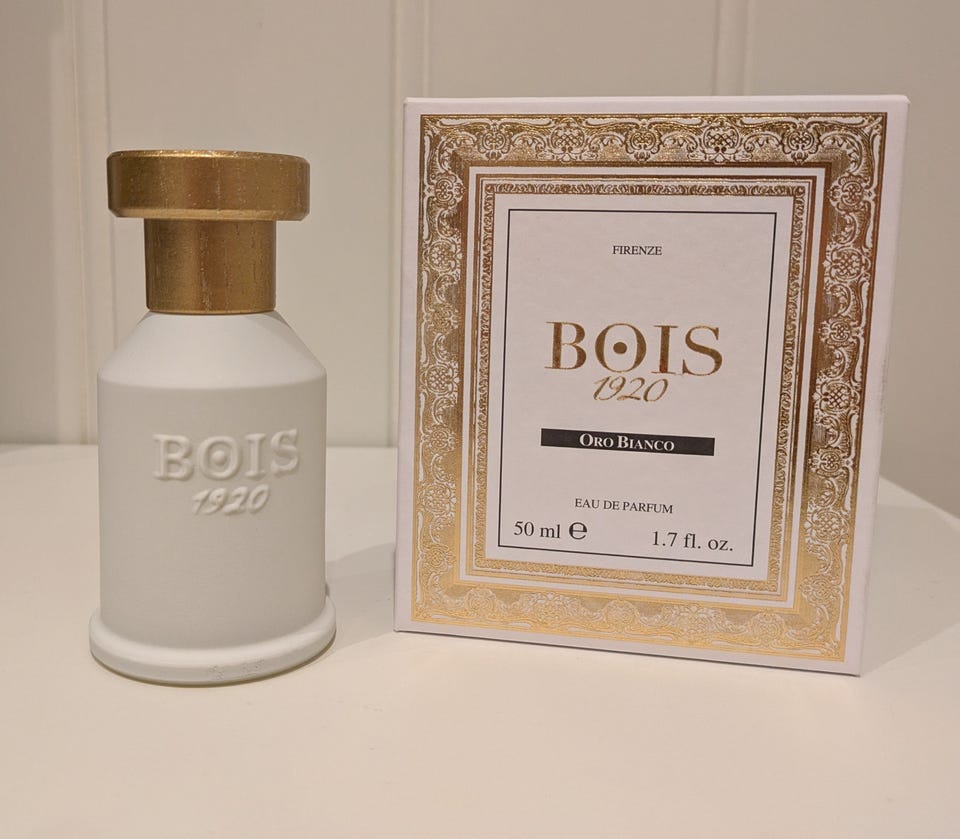 BOIS
1920
FIRENZE
BOIS
1920
ORO BIANCO
EAU DE PARFUM
50 ml ℮
1.7 fl. oz.